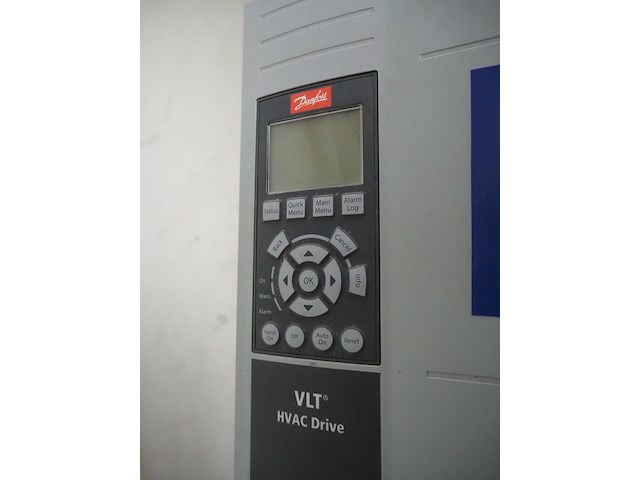 Danfoss
Status
Quick
Menu
Main
Menu
Alarm
Log
Back
Cancel
Info
OK
On
Warn.
Alarm
Hand
On
Off
Auto
On
Reset
VLT®
HVAC Drive